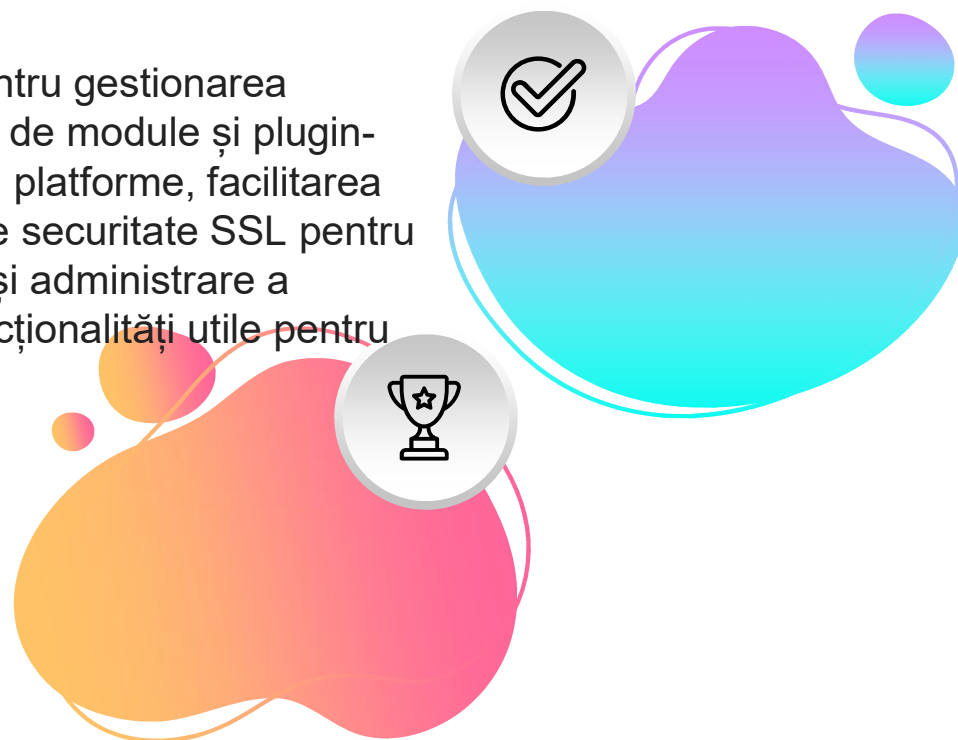 ntru gestionarea
de module și plugin-
platforme, facilitarea
e securitate SSL pentru
și administrare a
cționalități utile pentru